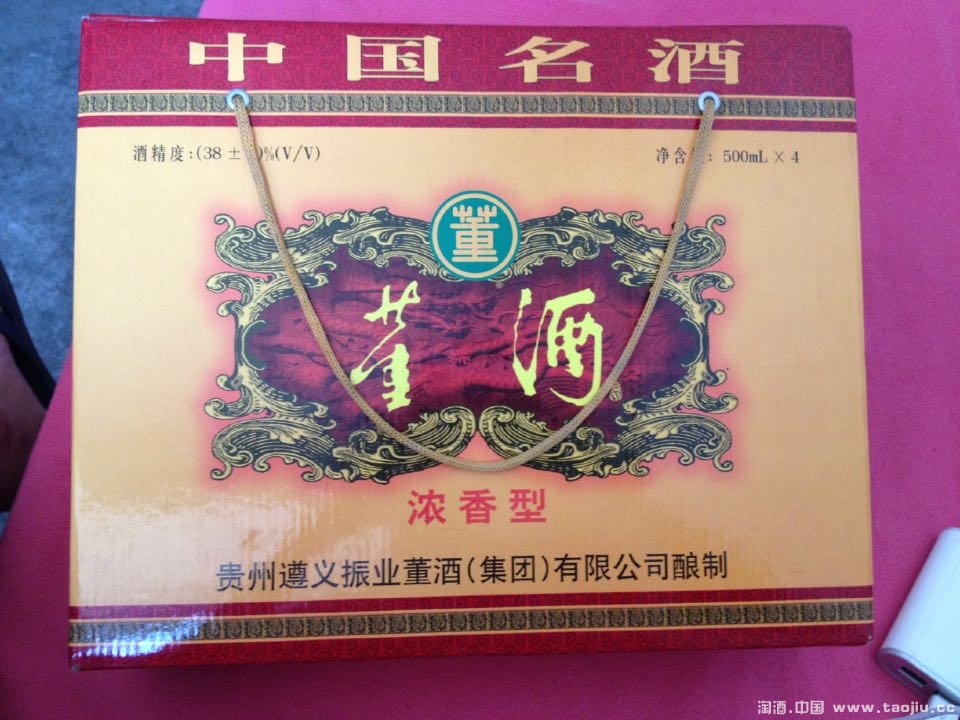 中国名酒
酒精度:(38±)%(V/V)
净含 : 500mL×4
董
董酒
浓香型
贵州遵义振业董酒(集团)有限公司酿制
淘酒.中国 www.taojiu.cc